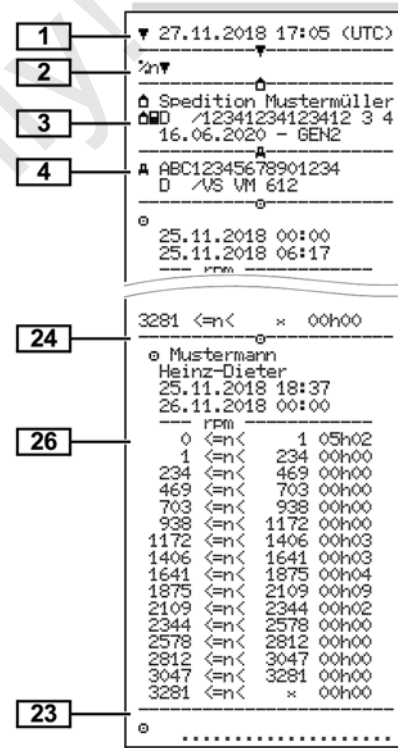 1
▼ 27.11.2018 17:05 (UTC)
2
%n▼
Spedition Mustermüller
3
D /12341234123412 3 4
16.06.2020 - GEN2
4
ABC12345678901234
D /VS VM 612
25.11.2018 00:00
25.11.2018 06:17
--- rpm
3281 <=n< × 00h00
24
Mustermann
Heinz-Dieter
25.11.2018 18:37
26.11.2018 00:00
--- rpm
26
0 <=n< 1 05h02
1 <=n< 234 00h00
234 <=n< 469 00h00
469 <=n< 703 00h00
703 <=n< 938 00h00
938 <=n< 1172 00h00
1172 <=n< 1406 00h03
1406 <=n< 1641 00h03
1641 <=n< 1875 00h04
1875 <=n< 2109 00h09
2109 <=n< 2344 00h02
2344 <=n< 2578 00h00
2578 <=n< 2812 00h00
2812 <=n< 3047 00h00
3047 <=n< 3281 00h00
3281 <=n< × 00h00
23
...................